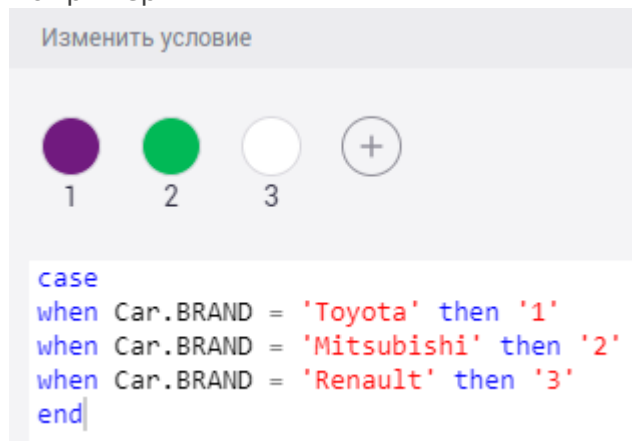 Изменить условие
+
1 2 3
case
when Car.BRAND = 'Toyota' then '1'
when Car.BRAND = 'Mitsubishi' then '2'
when Car.BRAND = 'Renault' then '3'
end